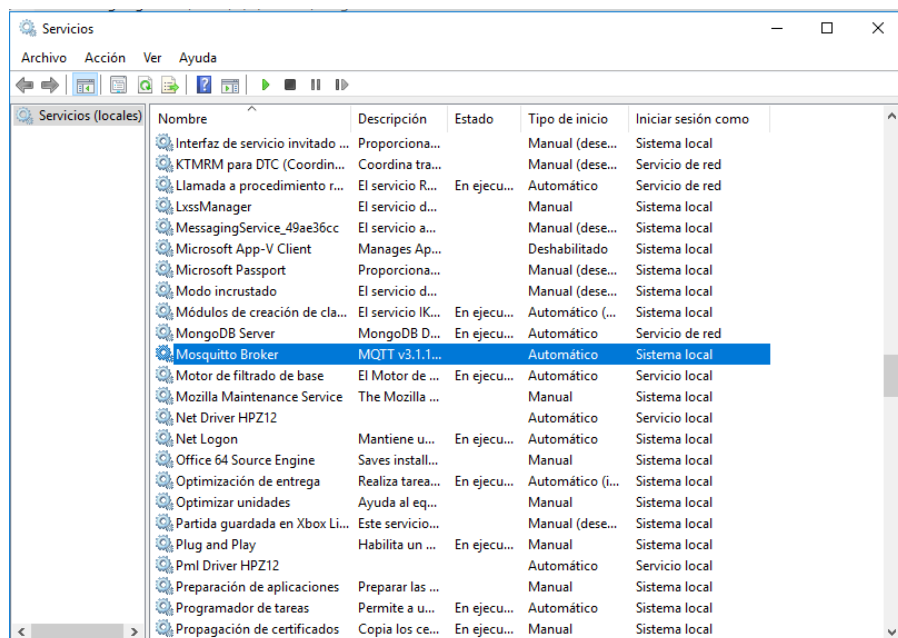 Servicios
Archivo Acción Ver Ayuda
Servicios (locales)
Nombre Descripción Estado Tipo de inicio Iniciar sesión como
Interfaz de servicio invitado ... Proporciona... Manual (dese... Sistema local
KTMRM para DTC (Coordin... Coordina tra... Manual (dese... Servicio de red
Llamada a procedimiento r... El servicio R... En ejecu... Automático Servicio de red
LxssManager El servicio d... Manual Sistema local
MessagingService_49ae36cc El servicio a... Manual (dese... Sistema local
Microsoft App-V Client Manages Ap... Deshabilitado Sistema local
Microsoft Passport Proporciona... Manual (dese... Sistema local
Modo incrustado El servicio d... Manual (dese... Sistema local
Módulos de creación de cla... El servicio IK... En ejecu... Automático (... Sistema local
MongoDB Server MongoDB D... En ejecu... Automático Servicio de red
Mosquitto Broker MQTT v3.1.1... Automático Sistema local
Motor de filtrado de base El Motor de ... En ejecu... Automático Servicio local
Mozilla Maintenance Service The Mozilla ... Manual Sistema local
Net Driver HPZ12 Automático Servicio local
Net Logon Mantiene u... En ejecu... Automático Sistema local
Office 64 Source Engine Saves install... Manual Sistema local
Optimización de entrega Realiza tarea... En ejecu... Automático (i... Sistema local
Optimizar unidades Ayuda al eq... Manual Sistema local
Partida guardada en Xbox Li... Este servicio... Manual (dese... Sistema local
Plug and Play Habilita un ... En ejecu... Manual Sistema local
Pml Driver HPZ12 Automático Servicio local
Preparación de aplicaciones Preparar las ... Manual Sistema local
Programador de tareas Permite a u... En ejecu... Automático Sistema local
Propagación de certificados Copia los ce... En ejecu... Manual Sistema local